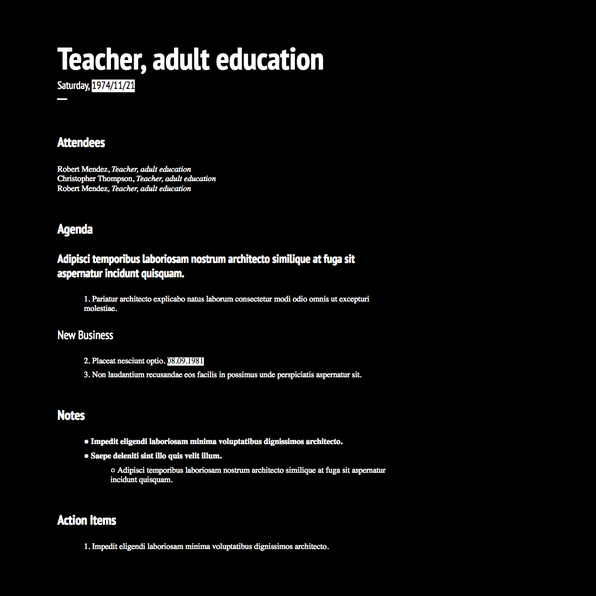 Teacher, adult education
Saturday, 1974/11/21
Attendees
Robert Mendez, Teacher, adult education
Christopher Thompson, Teacher, adult education
Robert Mendez, Teacher, adult education
Agenda
Adipisci temporibus laboriosam nostrum architecto similique at fuga sit
aspernatur incidunt quisquam.
1. Pariatur architecto explicabo natus laborum consectetur modi odio omnis ut excepturi
molestiae.
New Business
2. Placeat nesciunt optio. 08.09.1981
3. Non laudantium recusandae eos facilis in possimus unde perspiciatis aspernatur sit.
Notes
● Impedit eligendi laboriosam minima voluptatibus dignissimos architecto.
● Saepe deleniti sint illo quis velit illum.
○ Adipisci temporibus laboriosam nostrum architecto similique at fuga sit aspernatur
incidunt quisquam.
Action Items
1. Impedit eligendi laboriosam minima voluptatibus dignissimos architecto.